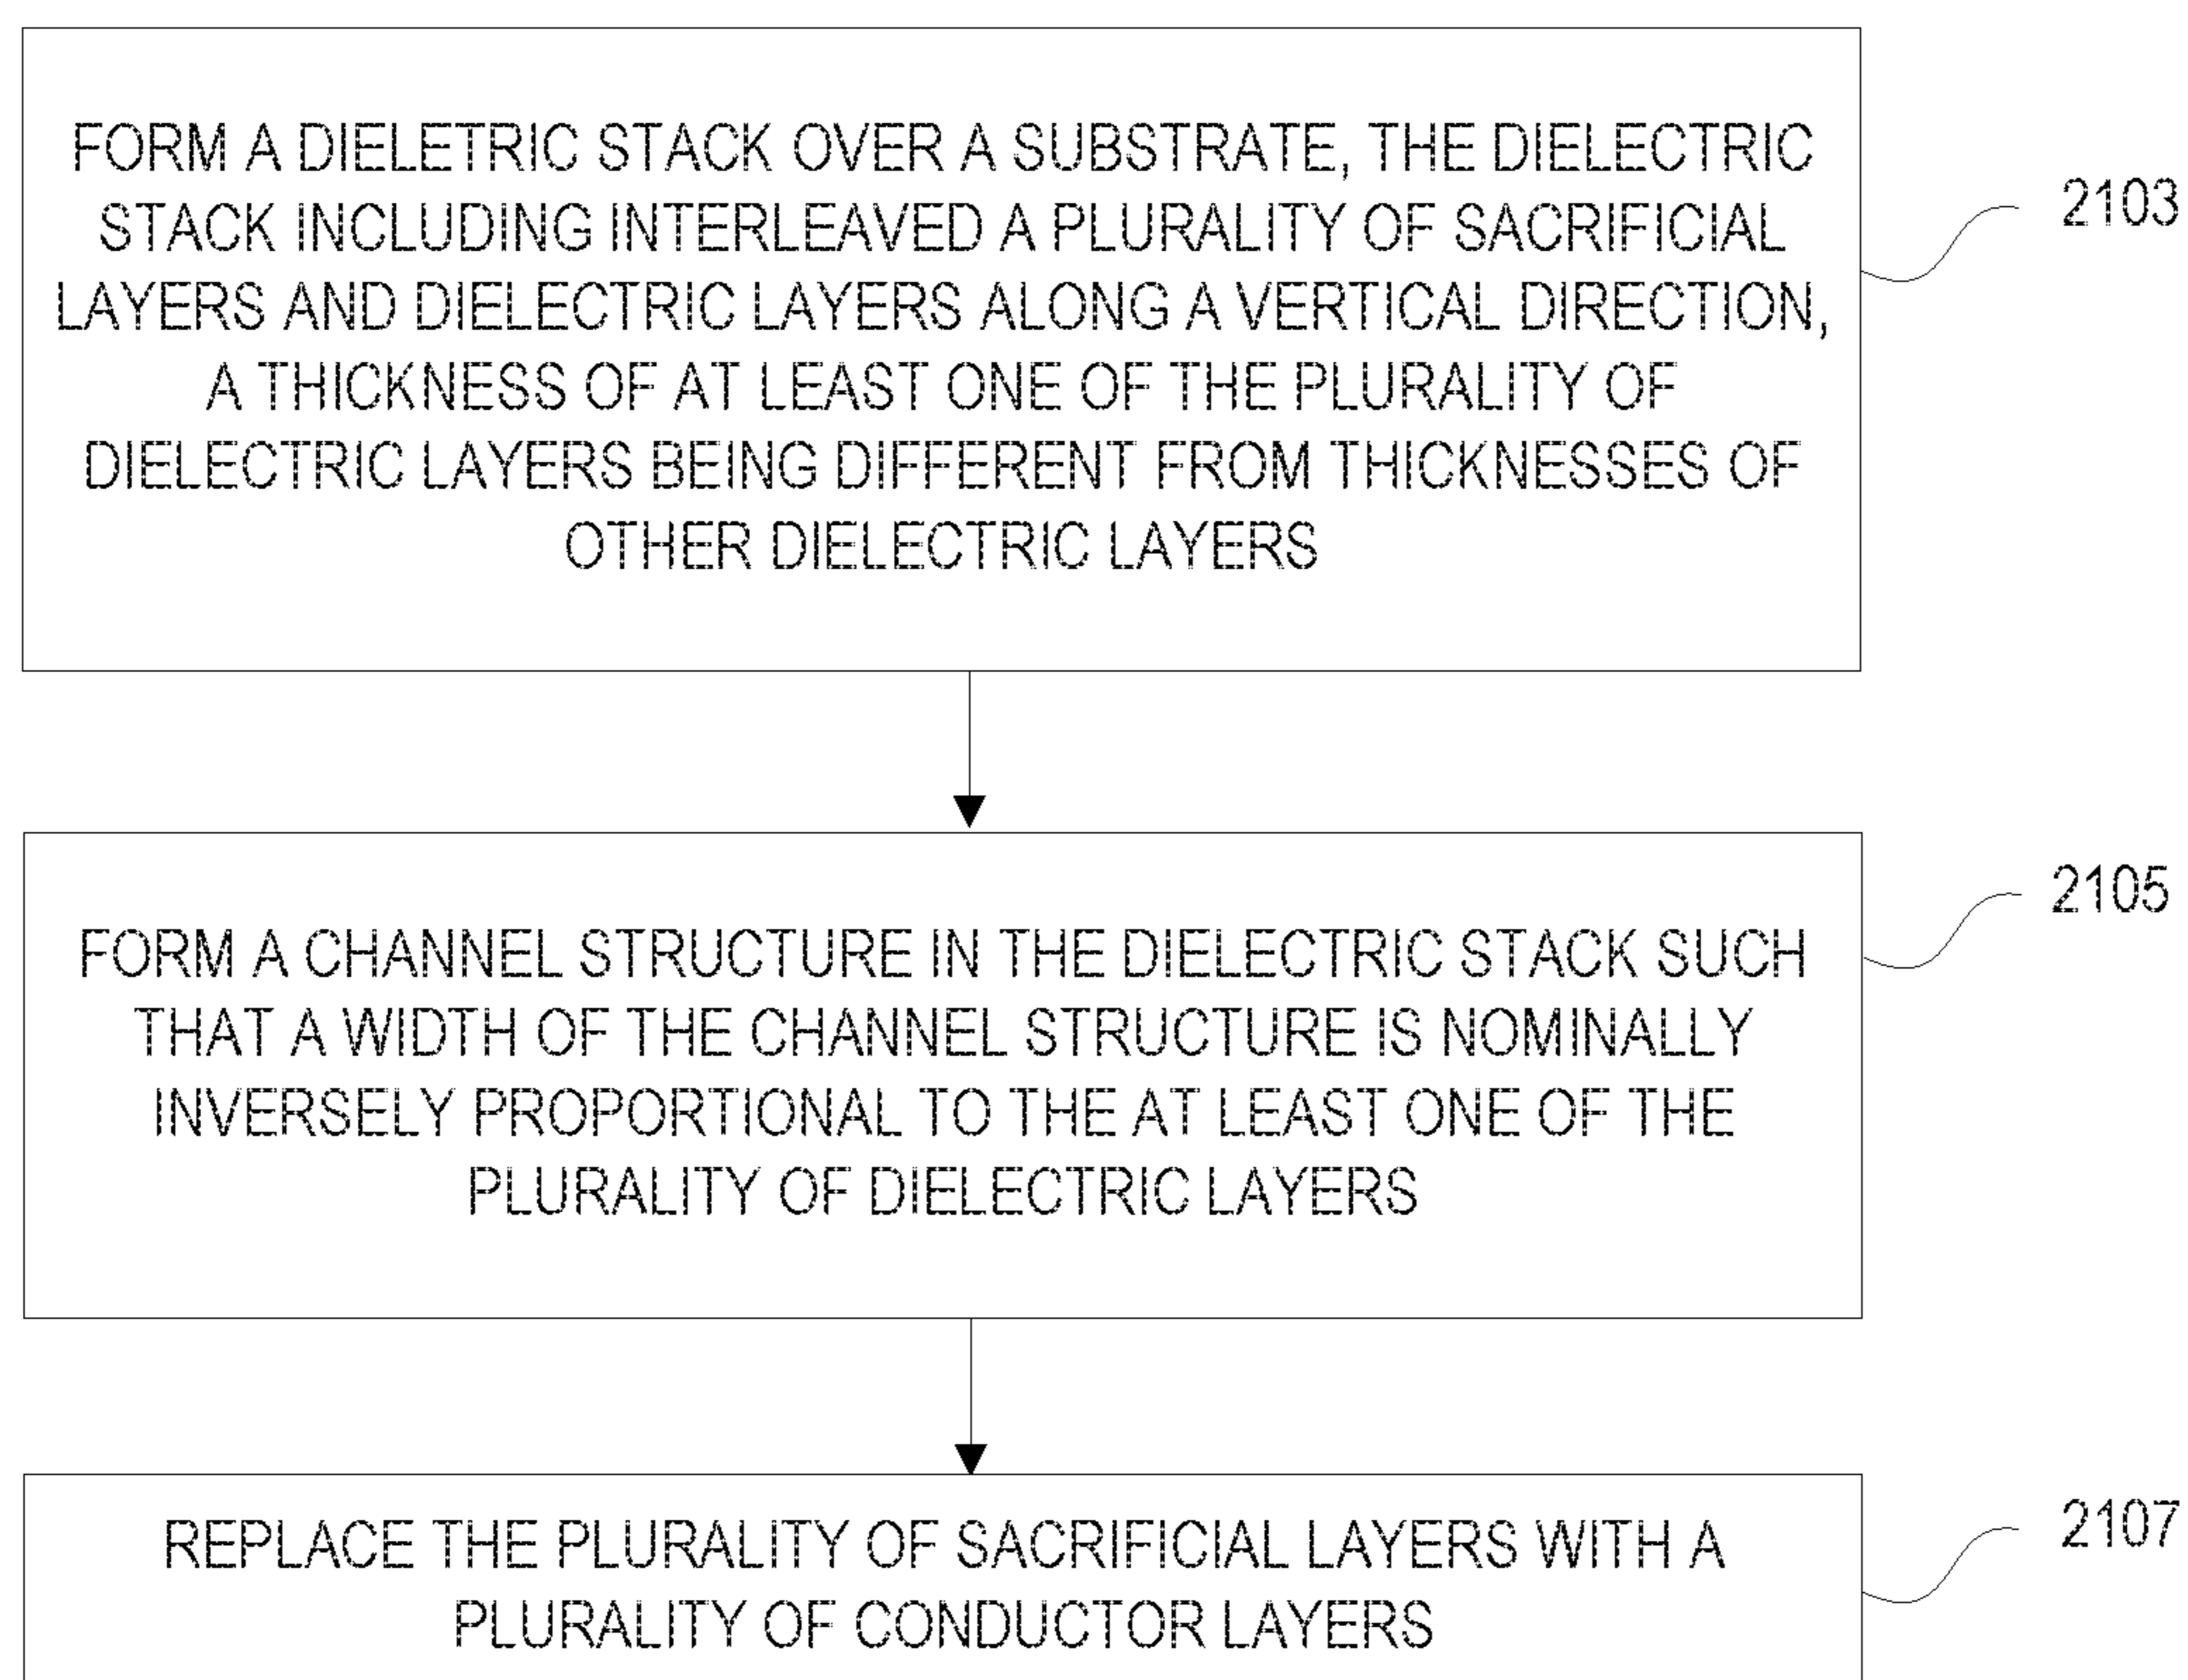 FORM A DIELETRIC STACK OVER A SUBSTRATE, THE DIELECTRIC
STACK INCLUDING INTERLEAVED A PLURALITY OF SACRIFICIAL
LAYERS AND DIELECTRIC LAYERS ALONG A VERTICAL DIRECTION,
A THICKNESS OF AT LEAST ONE OF THE PLURALITY OF
DIELECTRIC LAYERS BEING DIFFERENT FROM THICKNESSES OF
OTHER DIELECTRIC LAYERS
2103
FORM A CHANNEL STRUCTURE IN THE DIELECTRIC STACK SUCH
THAT A WIDTH OF THE CHANNEL STRUCTURE IS NOMINALLY
INVERSELY PROPORTIONAL TO THE AT LEAST ONE OF THE
PLURALITY OF DIELECTRIC LAYERS
2105
REPLACE THE PLURALITY OF SACRIFICIAL LAYERS WITH A
PLURALITY OF CONDUCTOR LAYERS
2107